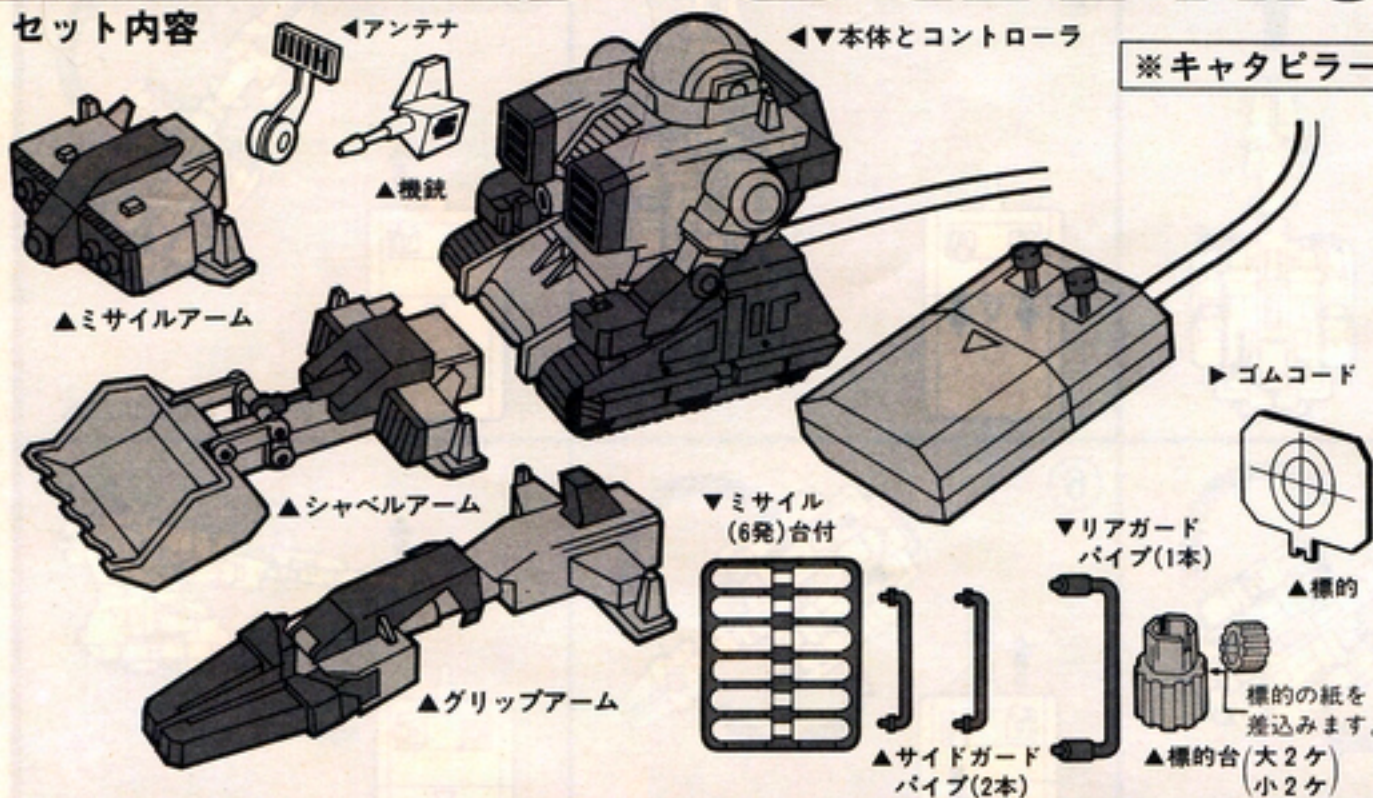 セット内容
◀アンテナ
◀▼本体とコントローラ
※キャタピラー
▲機銃
▲ミサイルアーム
▶ゴムコード
▲シャベルアーム
▼ミサイル
(6発)台付
▼リアガード
パイプ(1本)
▲標的
▲グリップアーム
標的の紙を
差込みます。
▲サイドガード
パイプ(2本)
▲標的台(大2ケ
小2ケ)